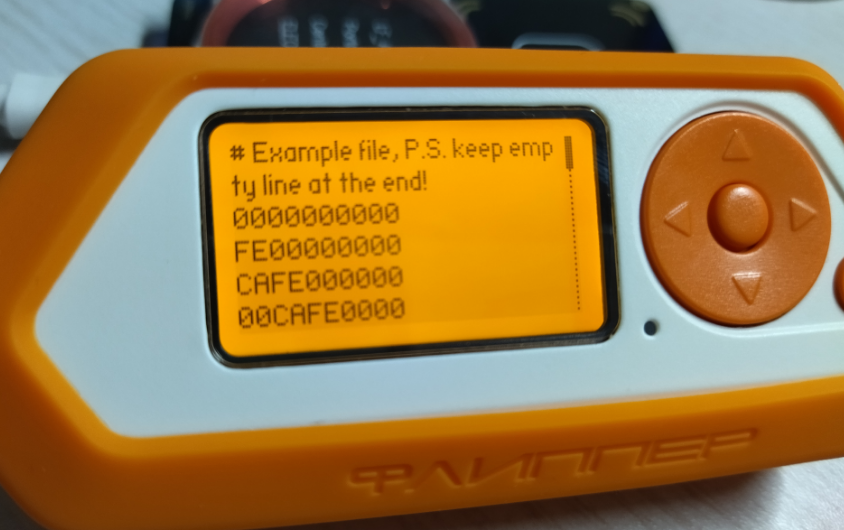 # Example file, P.S. keep emp
ty line at the end!
0000000000
FE00000000
CAFE000000
00CAFE0000
ФЛИППЕР